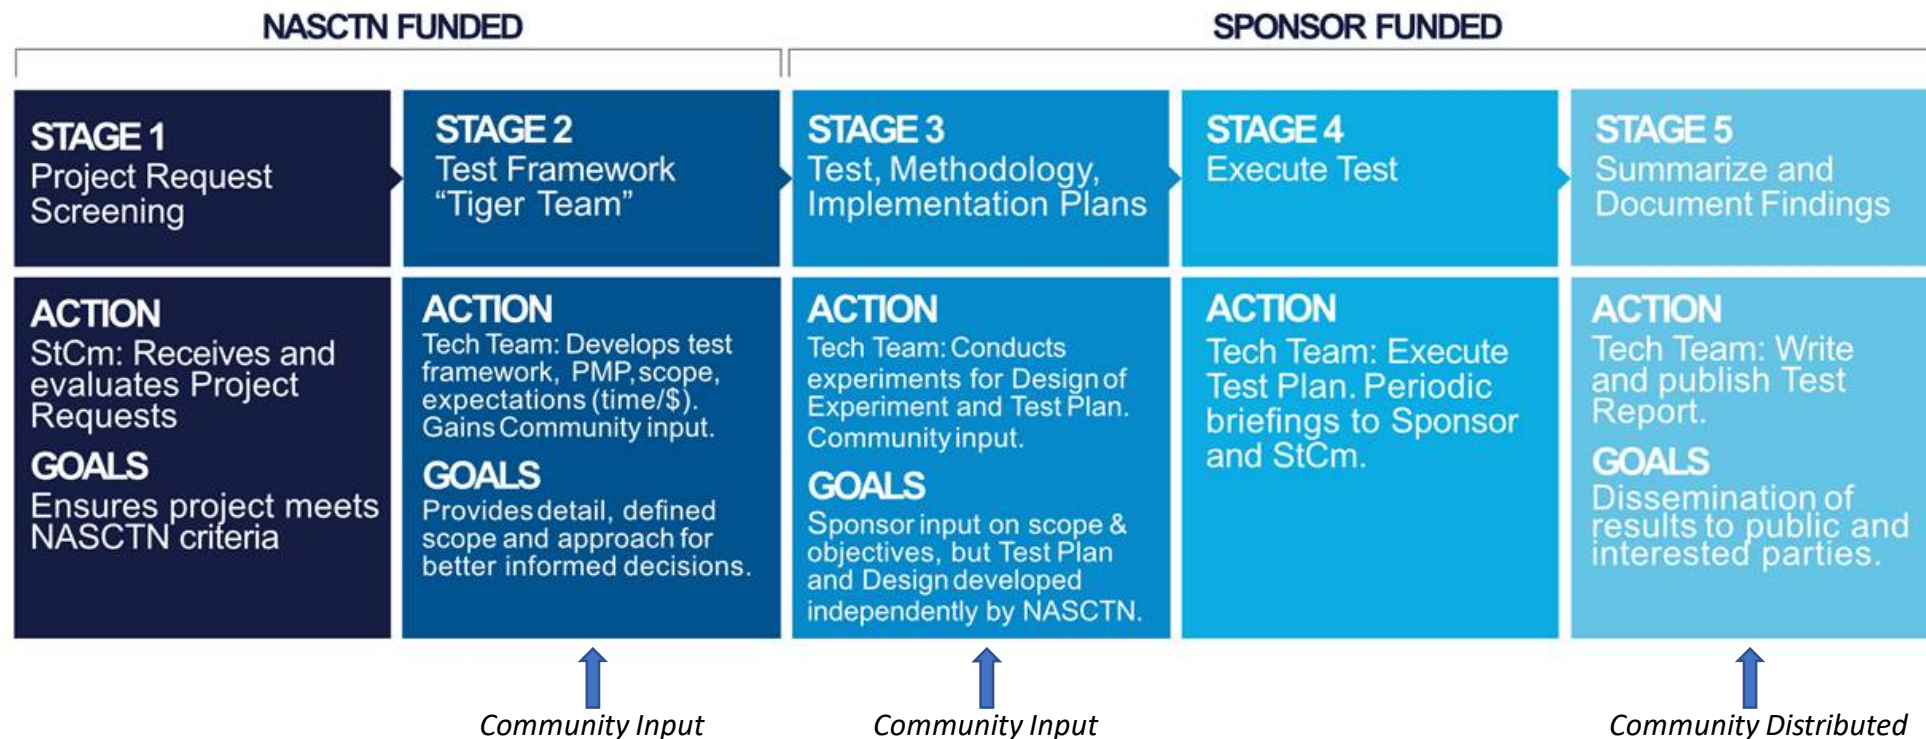 NASCTN FUNDED
SPONSOR FUNDED
STAGE 1
Project Request
Screening
STAGE 2
Test Framework
“Tiger Team”
STAGE 3
Test, Methodology,
Implementation Plans
STAGE 4
Execute Test
STAGE 5
Summarize and
Document Findings
ACTION
StCm: Receives and
evaluates Project
Requests
GOALS
Ensures project meets
NASCTN criteria
ACTION
Tech Team: Develops test
framework, PMP, scope,
expectations (time/$).
Gains Community input.
GOALS
Provides detail, defined
scope and approach for
better informed decisions.
ACTION
Tech Team: Conducts
experiments for Design of
Experiment and Test Plan.
Community input.
GOALS
Sponsor input on scope &
objectives, but Test Plan
and Design developed
independently by NASCTN.
ACTION
Tech Team: Execute
Test Plan. Periodic
briefings to Sponsor
and StCm.
ACTION
Tech Team: Write
and publish Test
Report.
GOALS
Dissemination of
results to public and
interested parties.
Community Input
Community Input
Community Distributed